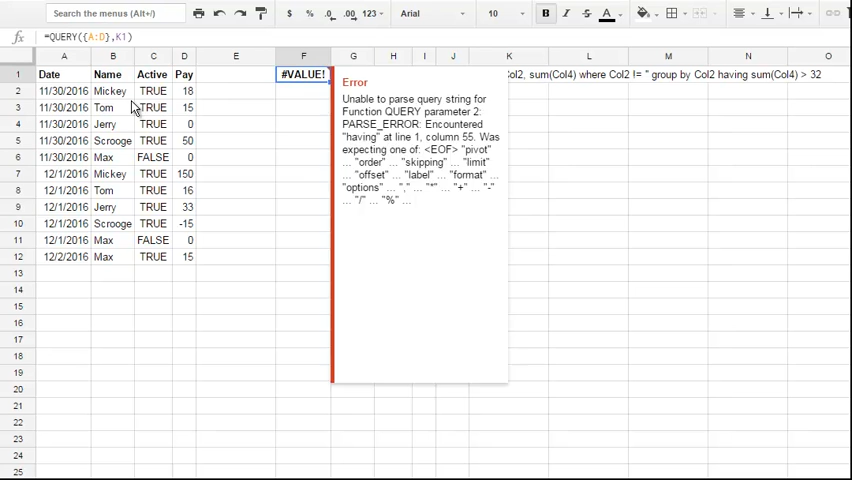 Search the menus (Alt+/)
$ % .0 .00 123 Arial 10 B I S A
fx =QUERY({A:D},K1)
A B C D E F G H I J K L M N O
1 Date Name Active Pay #VALUE! Col2, sum(Col4) where Col2 != '' group by Col2 having sum(Col4) > 32
2 11/30/2016 Mickey TRUE 18
3 11/30/2016 Tom TRUE 15
4 11/30/2016 Jerry TRUE 0
5 11/30/2016 Scrooge TRUE 50
6 11/30/2016 Max FALSE 0
7 12/1/2016 Mickey TRUE 150
8 12/1/2016 Tom TRUE 16
9 12/1/2016 Jerry TRUE 33
10 12/1/2016 Scrooge TRUE -15
11 12/1/2016 Max FALSE 0
12 12/2/2016 Max TRUE 15
13
14
15
16
17
18
19
20
21
22
23
24
25
Error
Unable to parse query string for
Function QUERY parameter 2:
PARSE_ERROR: Encountered
"having" at line 1, column 55. Was
expecting one of: <EOF> "pivot"
... "order" ... "skipping" ... "limit"
... "offset" ... "label" ... "format" ...
"options" ... "," ... "*" ... "+" ... "-"
... "/" ... "%" ...